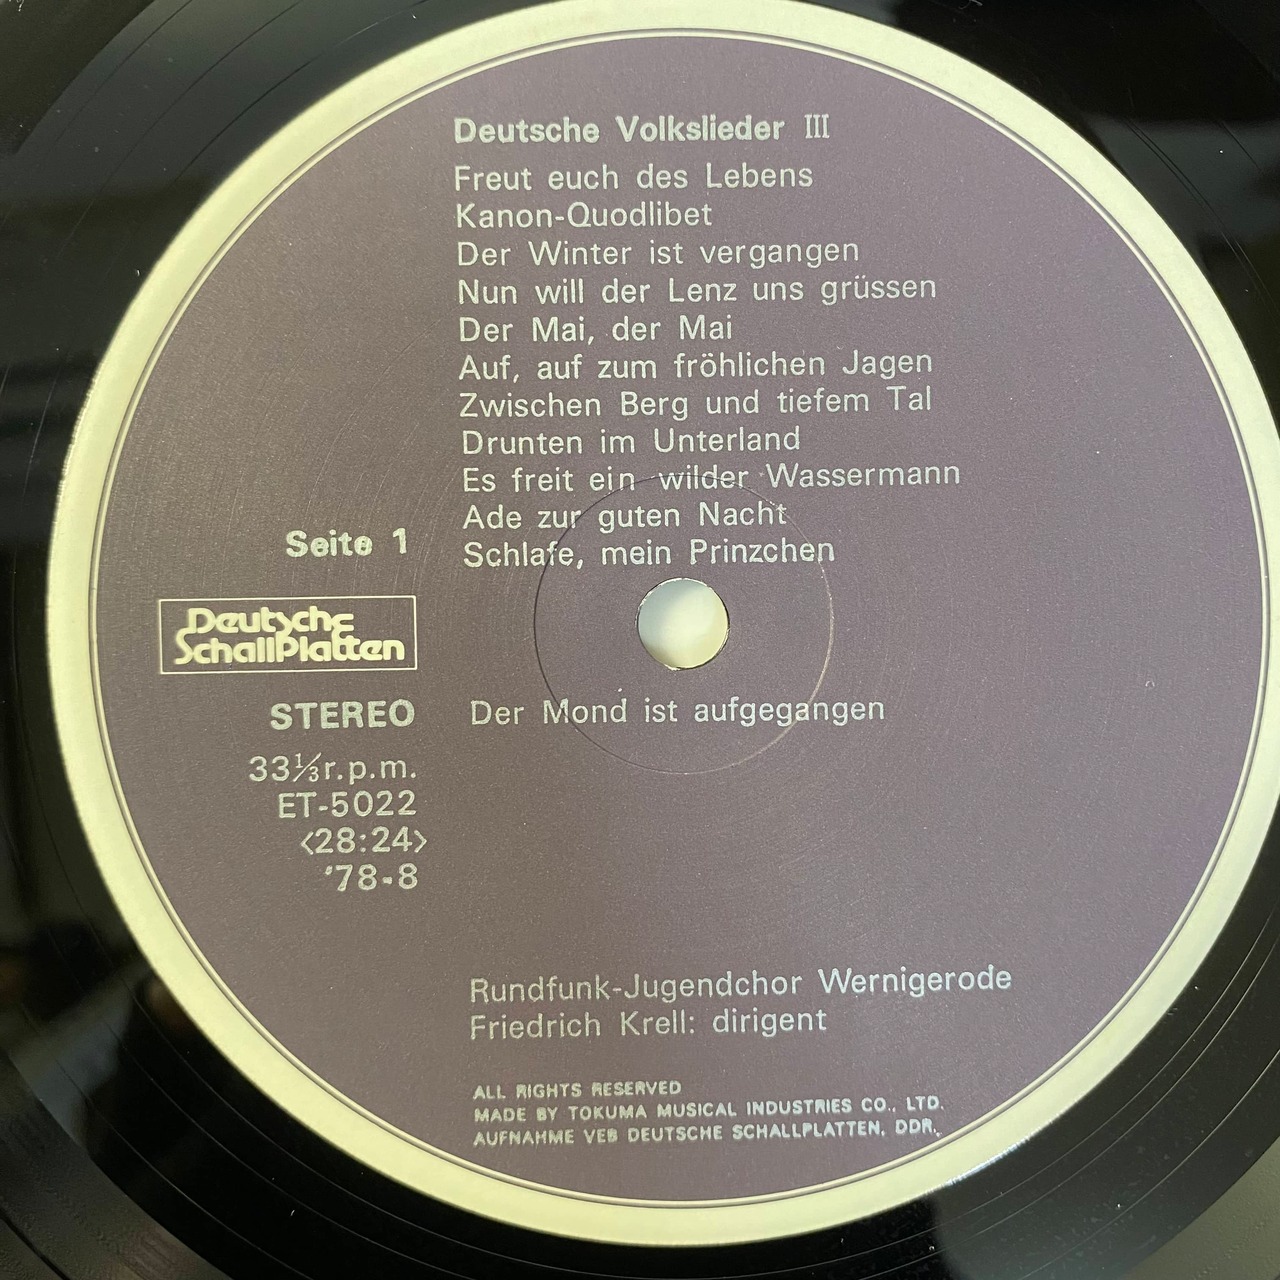 Deutsche Volkslieder III
Freut euch des Lebens
Kanon-Quodlibet
Der Winter ist vergangen
Nun will der Lenz uns grüssen
Der Mai, der Mai
Auf, auf zum fröhlichen Jagen
Zwischen Berg und tiefem Tal
Drunten im Unterland
Es freit ein wilder Wassermann
Ade zur guten Nacht
Schlafe, mein Prinzchen
Der Mond ist aufgegangen
Seite 1
Deutsche
SchallPlatten
STEREO
33⅓r.p.m.
ET-5022
〈28:24〉
'78-8
Rundfunk-Jugendchor Wernigerode
Friedrich Krell: dirigent
ALL RIGHTS RESERVED
MADE BY TOKUMA MUSICAL INDUSTRIES CO., LTD.
AUFNAHME VEB DEUTSCHE SCHALLPLATTEN. DDR.